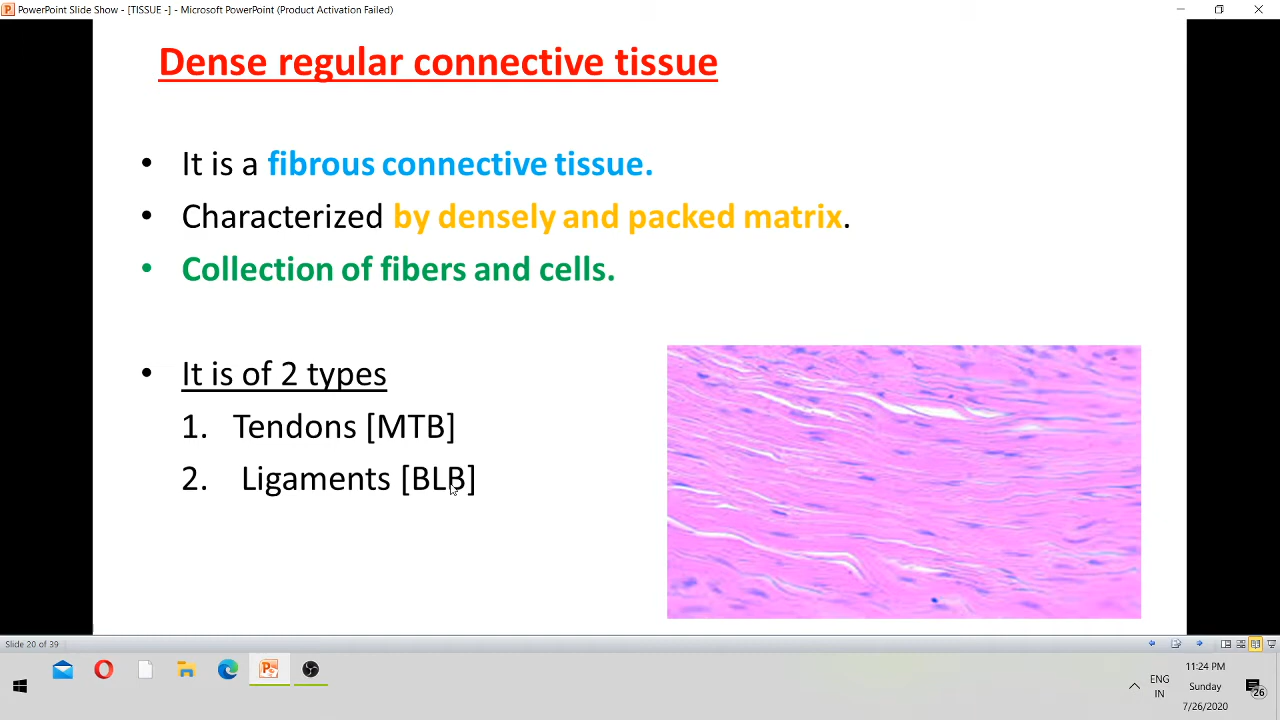 PowerPoint Slide Show - [TISSUE -] - Microsoft PowerPoint (Product Activation Failed)
Dense regular connective tissue
• It is a fibrous connective tissue.
• Characterized by densely and packed matrix.
• Collection of fibers and cells.
• It is of 2 types
1. Tendons [MTB]
2. Ligaments [BLB]
Slide 20 of 39
11:24 PM
ENG
Sunday
IN
26
7/26/2020